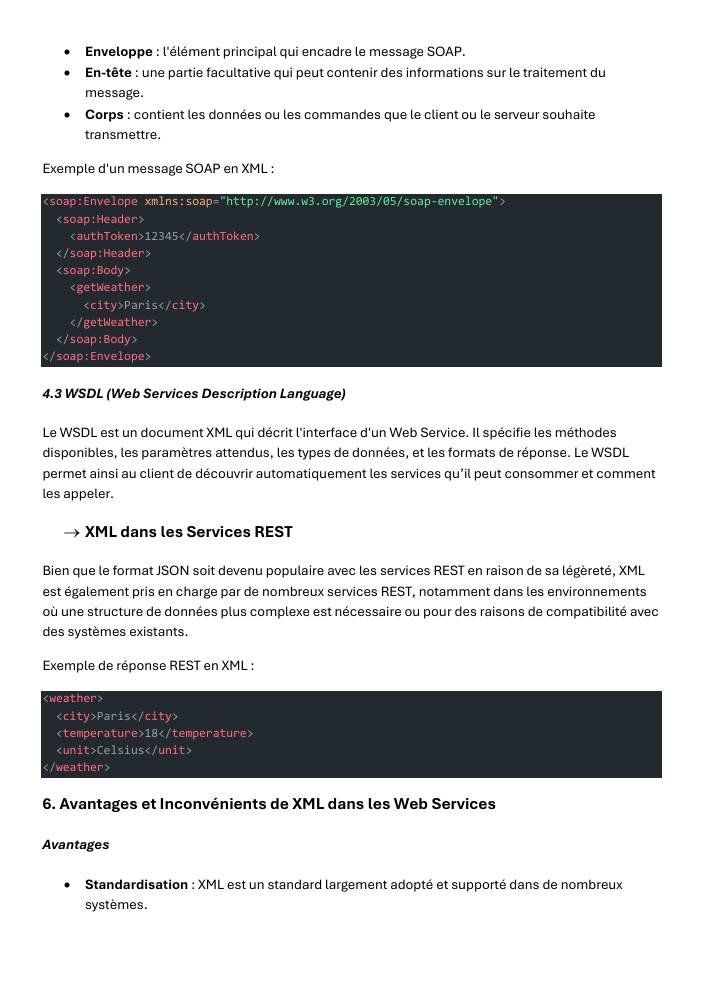 • Enveloppe : l'élément principal qui encadre le message SOAP.
• En-tête : une partie facultative qui peut contenir des informations sur le traitement du
message.
• Corps : contient les données ou les commandes que le client ou le serveur souhaite
transmettre.
Exemple d'un message SOAP en XML :
<soap:Envelope xmlns:soap="http://www.w3.org/2003/05/soap-envelope">
  <soap:Header>
    <authToken>12345</authToken>
  </soap:Header>
  <soap:Body>
    <getWeather>
      <city>Paris</city>
    </getWeather>
  </soap:Body>
</soap:Envelope>
4.3 WSDL (Web Services Description Language)
Le WSDL est un document XML qui décrit l'interface d'un Web Service. Il spécifie les méthodes
disponibles, les paramètres attendus, les types de données, et les formats de réponse. Le WSDL
permet ainsi au client de découvrir automatiquement les services qu’il peut consommer et comment
les appeler.
→ XML dans les Services REST
Bien que le format JSON soit devenu populaire avec les services REST en raison de sa légèreté, XML
est également pris en charge par de nombreux services REST, notamment dans les environnements
où une structure de données plus complexe est nécessaire ou pour des raisons de compatibilité avec
des systèmes existants.
Exemple de réponse REST en XML :
<weather>
  <city>Paris</city>
  <temperature>18</temperature>
  <unit>Celsius</unit>
</weather>
6. Avantages et Inconvénients de XML dans les Web Services
Avantages
• Standardisation : XML est un standard largement adopté et supporté dans de nombreux
systèmes.